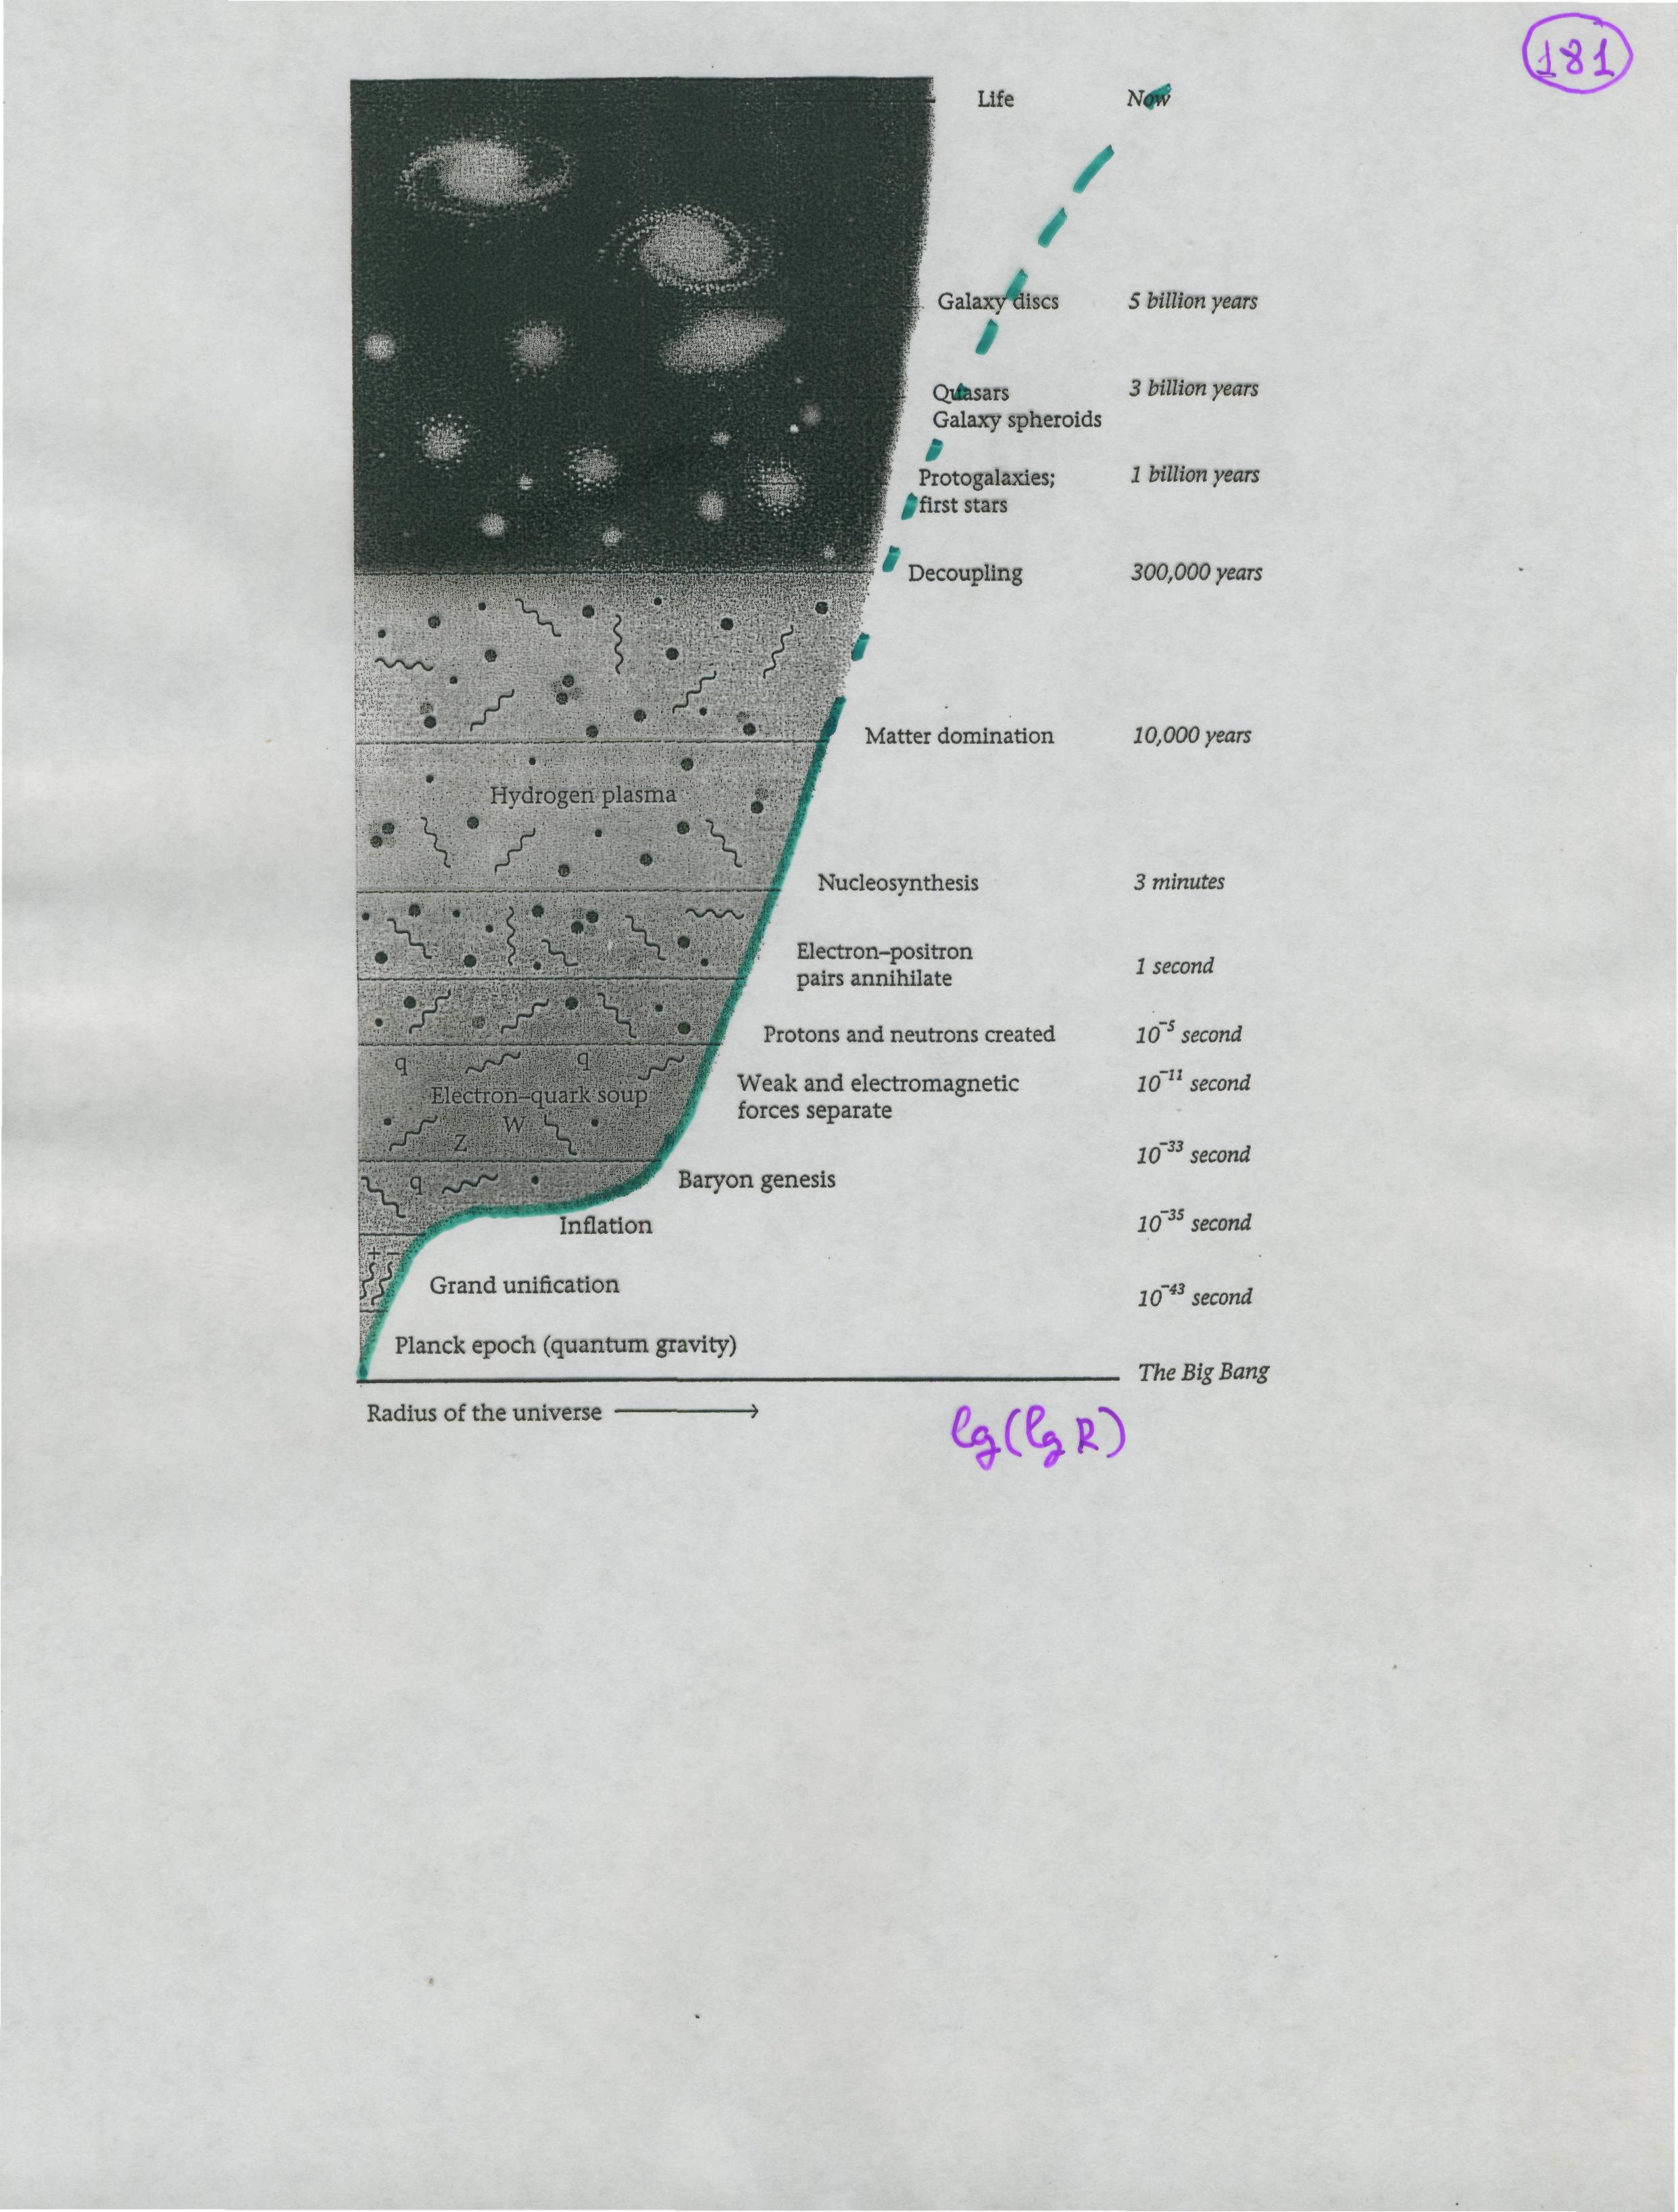 181
Life Now
Galaxy discs 5 billion years
Quasars 3 billion years
Galaxy spheroids
Protogalaxies; 1 billion years
first stars
Decoupling 300,000 years
Matter domination 10,000 years
Hydrogen plasma
Nucleosynthesis 3 minutes
Electron–positron
pairs annihilate 1 second
Protons and neutrons created 10⁻⁵ second
q q
Weak and electromagnetic 10⁻¹¹ second
forces separate
Electron–quark soup
W
Z
10⁻³³ second
q Baryon genesis
Inflation 10⁻³⁵ second
+ −
Grand unification 10⁻⁴³ second
Planck epoch (quantum gravity)
The Big Bang
Radius of the universe ⟶
lg(lg R)